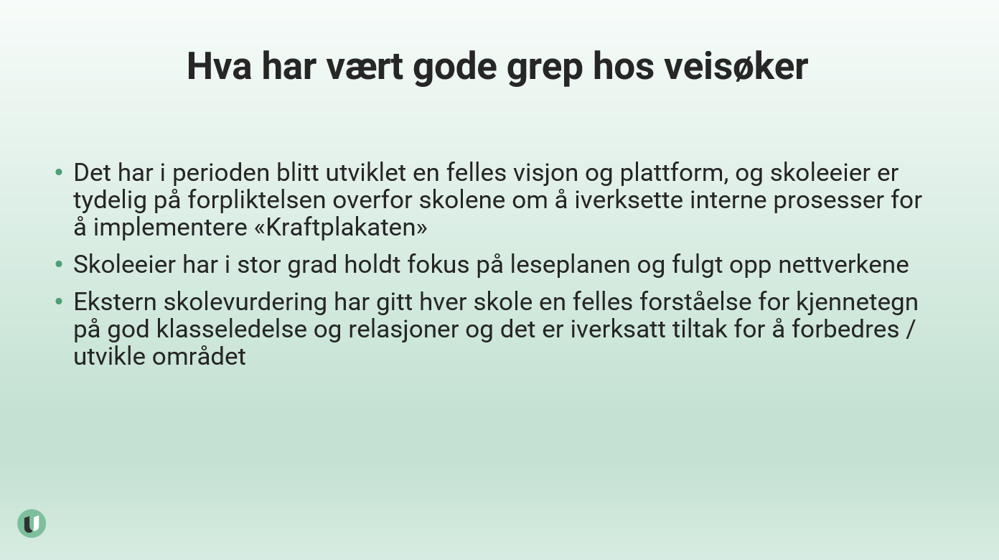 Hva har vært gode grep hos veisøker
• Det har i perioden blitt utviklet en felles visjon og plattform, og skoleeier er
tydelig på forpliktelsen overfor skolene om å iverksette interne prosesser for
å implementere «Kraftplakaten»
• Skoleeier har i stor grad holdt fokus på leseplanen og fulgt opp nettverkene
• Ekstern skolevurdering har gitt hver skole en felles forståelse for kjennetegn
på god klasseledelse og relasjoner og det er iverksatt tiltak for å forbedres /
utvikle området